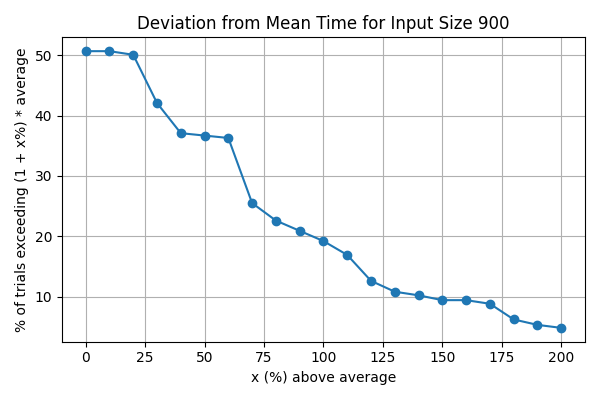 Deviation from Mean Time for Input Size 900
% of trials exceeding (1 + x%) * average
50
40
30
20
10
0 25 50 75 100 125 150 175 200
x (%) above average